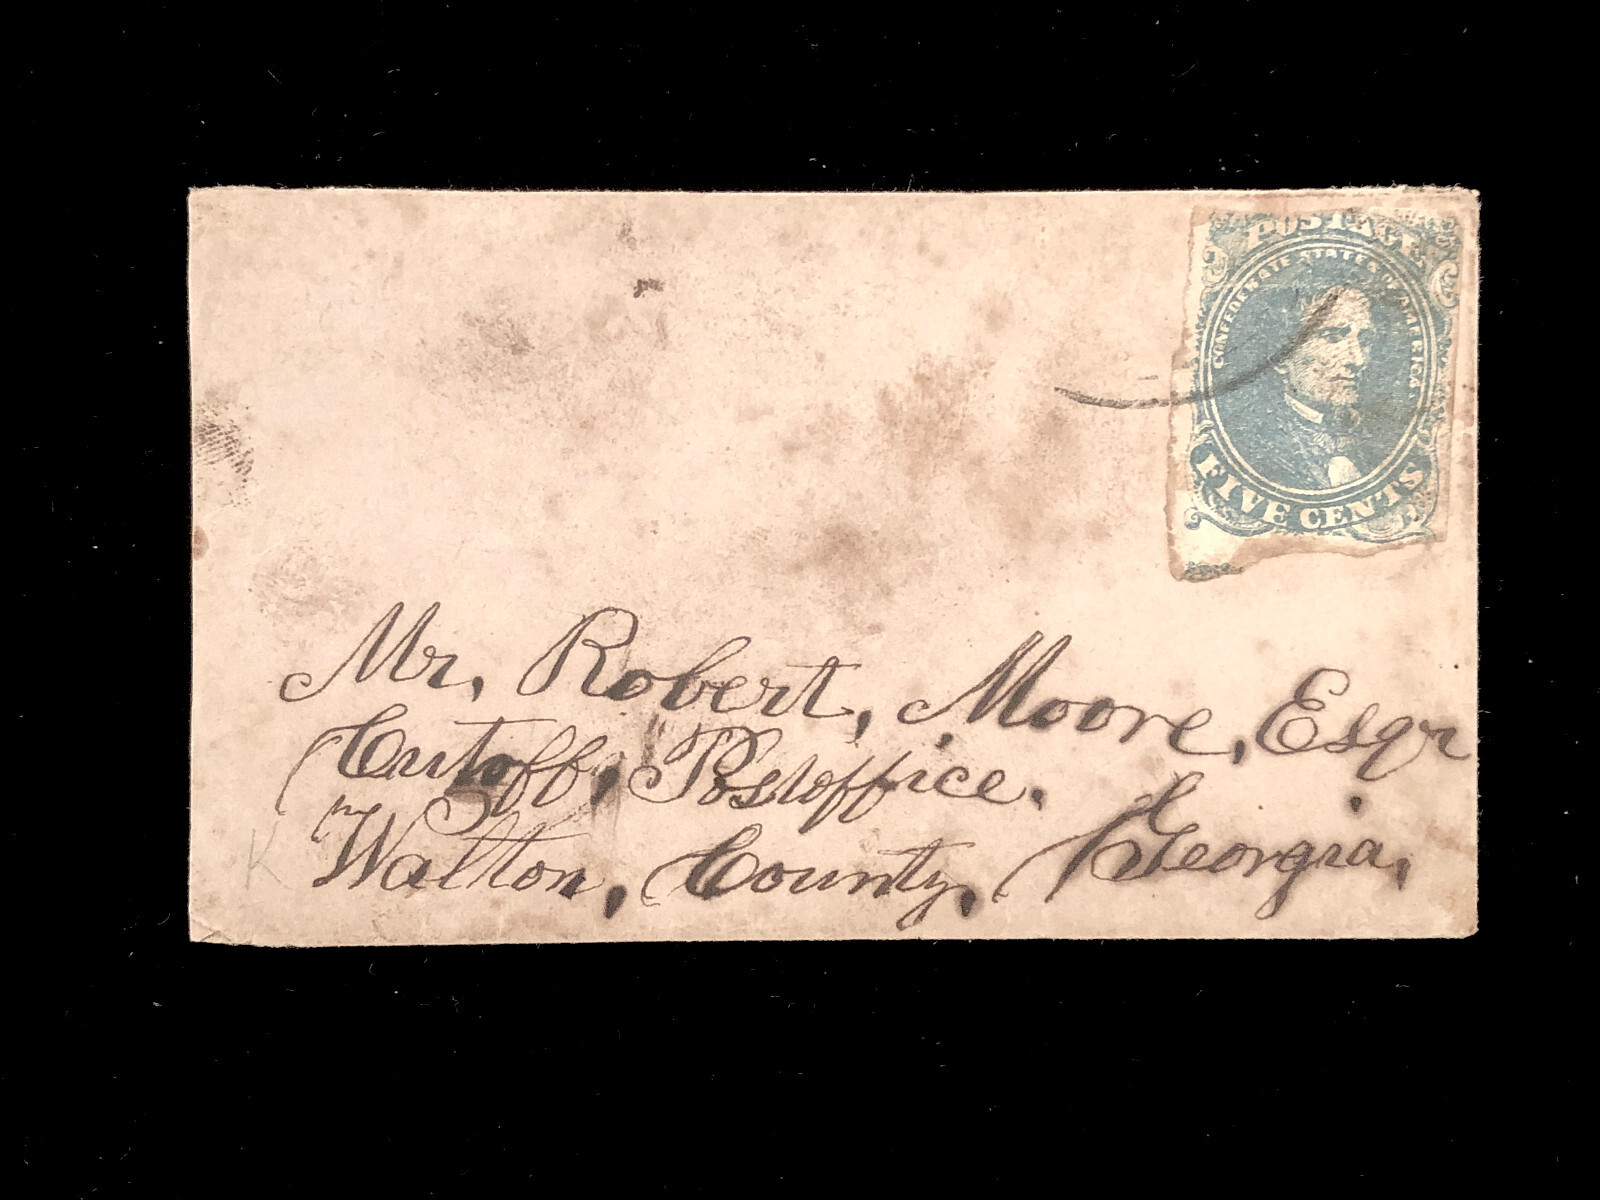 POSTAGE
CONFEDERATE STATES OF AMERICA
FIVE CENTS
Mr, Robert, Moore, Esqr
Cutoff, Postoffice.
Walton, County, Georgia,
K